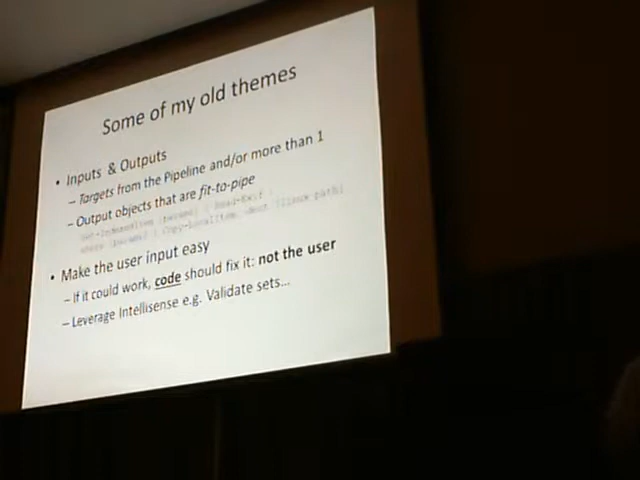 Some of my old themes
• Inputs & Outputs
– Targets from the Pipeline and/or more than 1
– Output objects that are fit-to-pipe
• Make the user input easy
– If it could work, code should fix it: not the user
– Leverage Intellisense e.g. Validate sets...